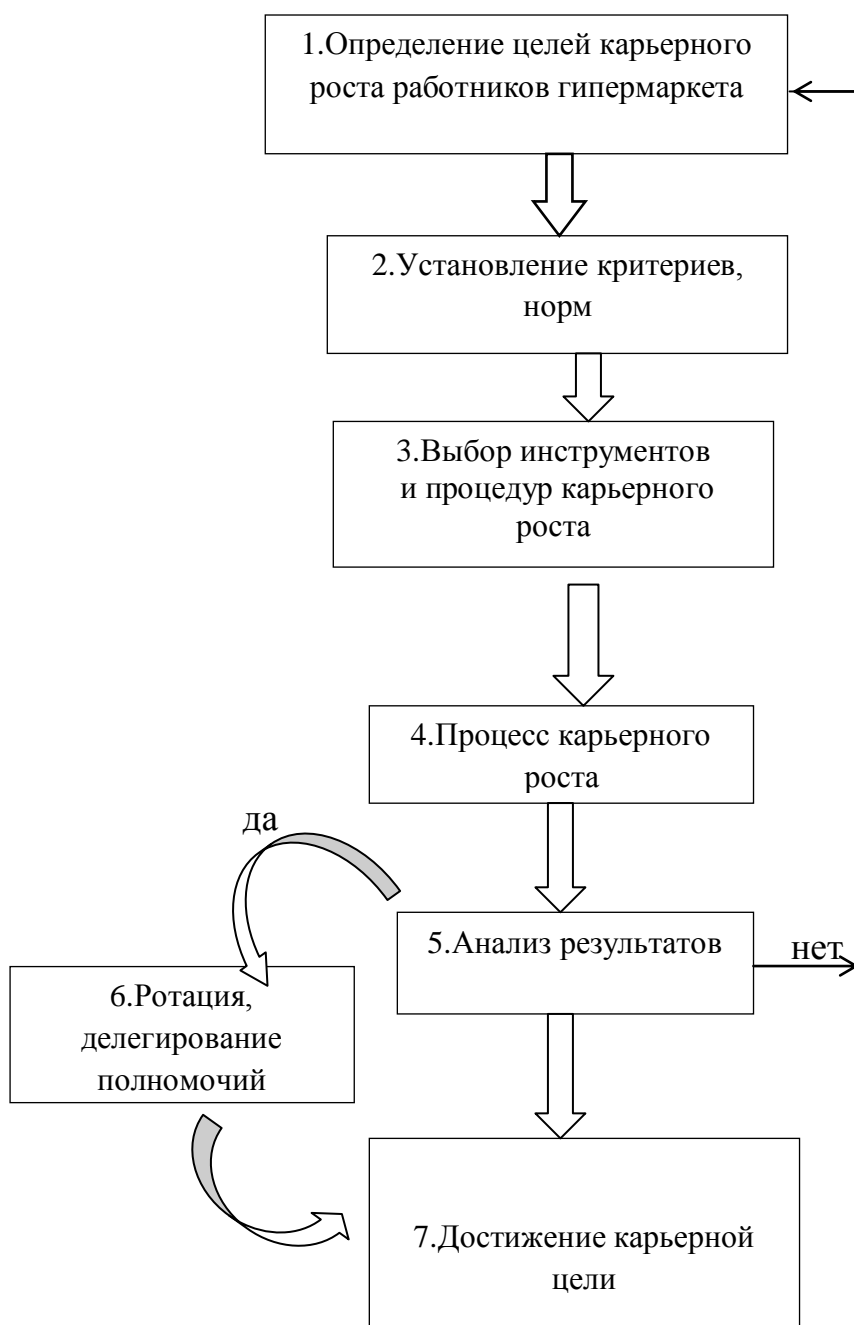 1.Определение целей карьерного
роста работников гипермаркета
2.Установление критериев,
норм
3.Выбор инструментов
и процедур карьерного
роста
4.Процесс карьерного
роста
да
5.Анализ результатов
нет
6.Ротация,
делегирование
полномочий
7.Достижение карьерной
цели